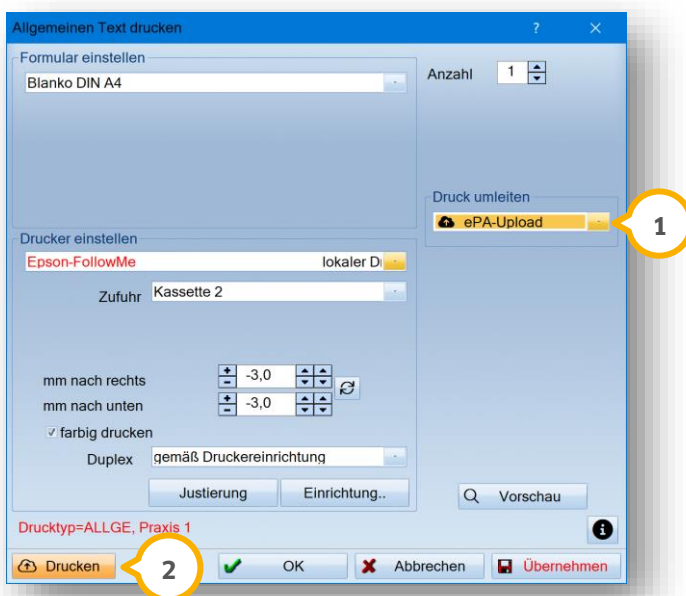 Allgemeinen Text drucken ? ×
Formular einstellen
Blanko DIN A4
Anzahl 1
Druck umleiten
ePA-Upload
1
Drucker einstellen
Epson-FollowMe lokaler D
Zufuhr Kassette 2
mm nach rechts -3,0
mm nach unten -3,0
farbig drucken
Duplex gemäß Druckereinrichtung
Justierung Einrichtung..
Vorschau
Drucktyp=ALLGE, Praxis 1
Drucken
2
OK
Abbrechen
Übernehmen